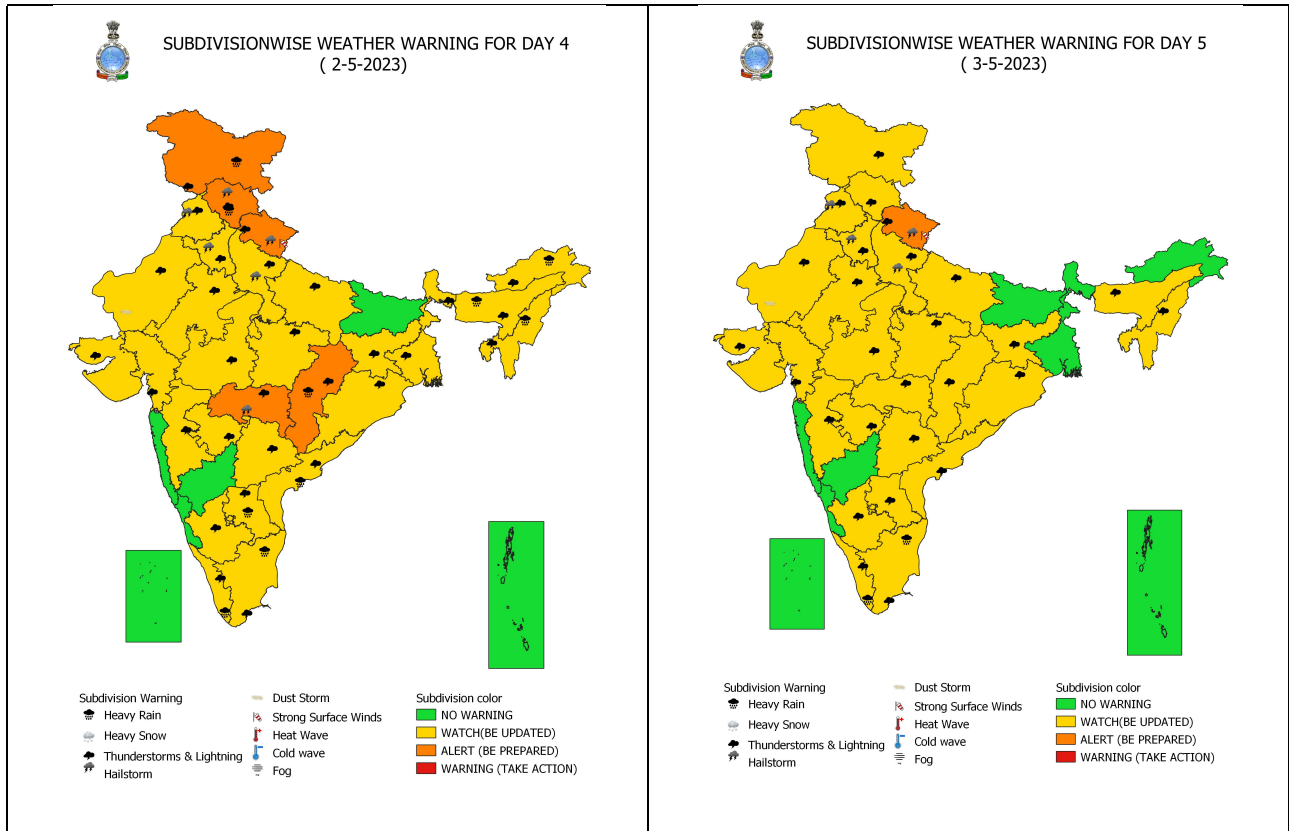 SUBDIVISIONWISE WEATHER WARNING FOR DAY 4
( 2-5-2023)
Subdivision Warning
Heavy Rain
Heavy Snow
Thunderstorms & Lightning
Hailstorm
Dust Storm
Strong Surface Winds
Heat Wave
Cold wave
Fog
Subdivision color
NO WARNING
WATCH(BE UPDATED)
ALERT (BE PREPARED)
WARNING (TAKE ACTION)
SUBDIVISIONWISE WEATHER WARNING FOR DAY 5
( 3-5-2023)
Subdivision Warning
Heavy Rain
Heavy Snow
Thunderstorms & Lightning
Hailstorm
Dust Storm
Strong Surface Winds
Heat Wave
Cold wave
Fog
Subdivision color
NO WARNING
WATCH(BE UPDATED)
ALERT (BE PREPARED)
WARNING (TAKE ACTION)